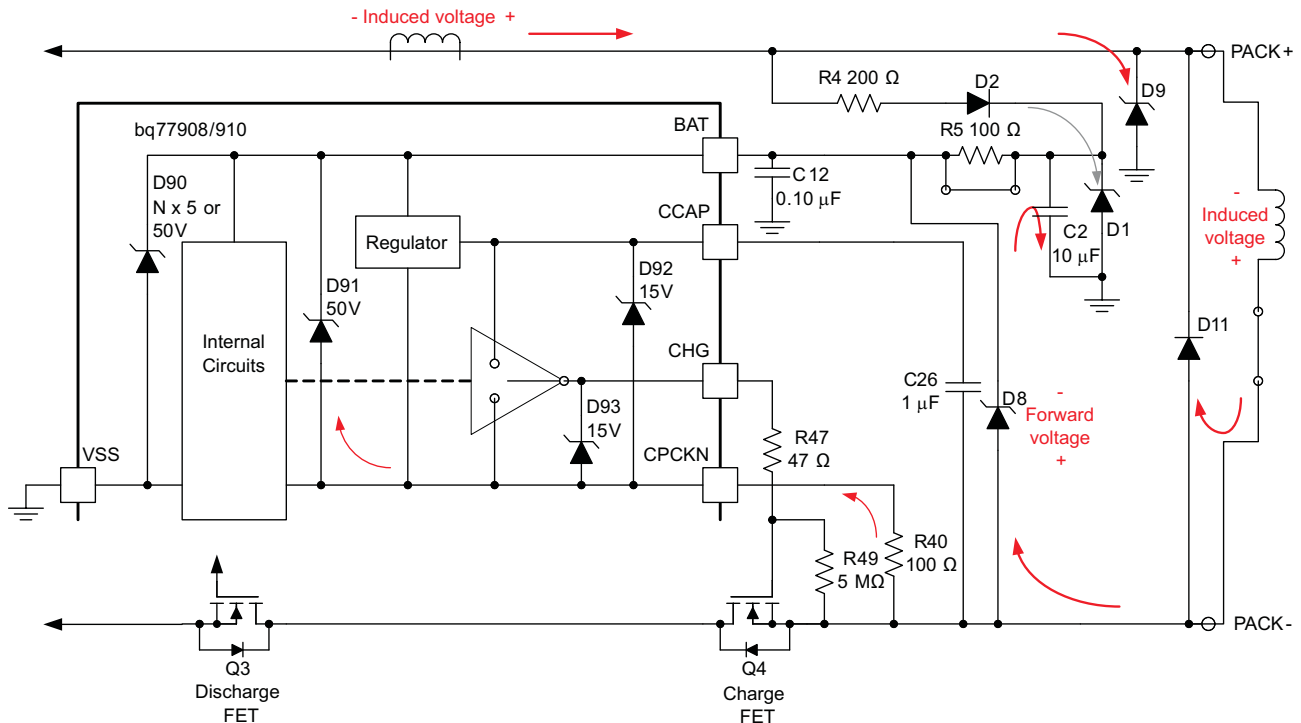 - Induced voltage +
PACK+
R4 200 Ω
D2
D9
bq77908/910
BAT
R5 100 Ω
D90
N x 5 or
50V
C 12
0.10 μF
CCAP
Regulator
C2
10 μF
D1
-
Induced
voltage
+
D91
50V
D92
15V
Internal
Circuits
CHG
D11
C26
1 μF
D8
-
Forward
voltage
+
D93
15V
R47
47 Ω
VSS
CPCKN
R49
5 MΩ
R40
100 Ω
PACK-
Q3
Discharge
FET
Q4
Charge
FET